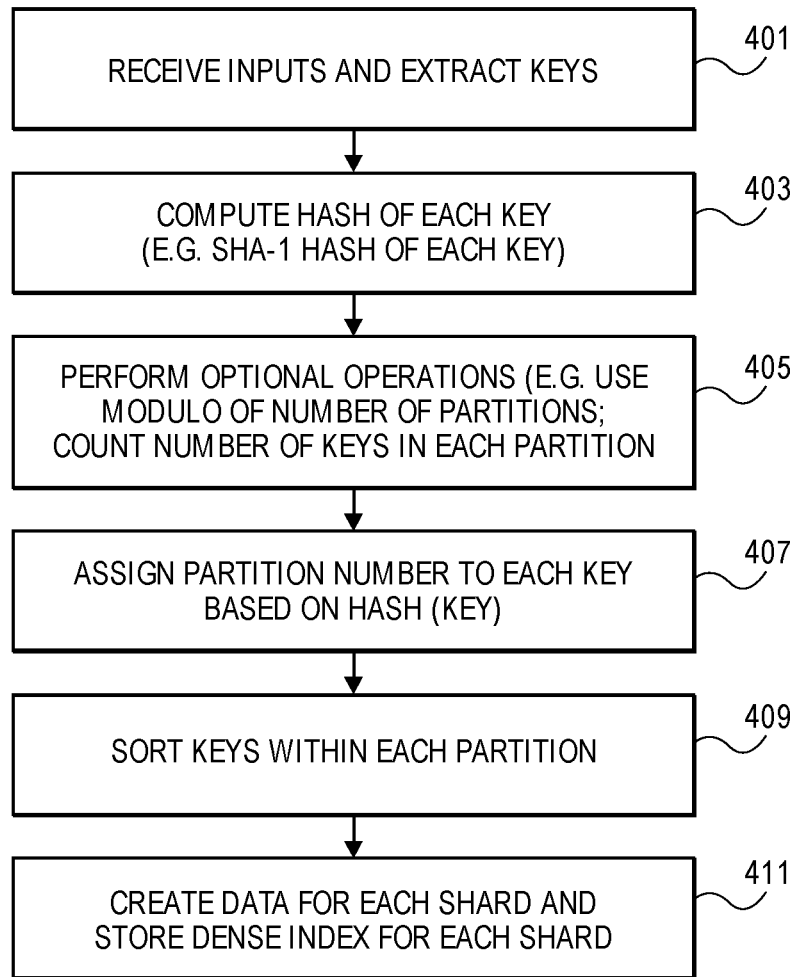 RECEIVE INPUTS AND EXTRACT KEYS
401
COMPUTE HASH OF EACH KEY
(E.G. SHA-1 HASH OF EACH KEY)
403
PERFORM OPTIONAL OPERATIONS (E.G. USE
MODULO OF NUMBER OF PARTITIONS;
COUNT NUMBER OF KEYS IN EACH PARTITION
405
ASSIGN PARTITION NUMBER TO EACH KEY
BASED ON HASH (KEY)
407
SORT KEYS WITHIN EACH PARTITION
409
CREATE DATA FOR EACH SHARD AND
STORE DENSE INDEX FOR EACH SHARD
411